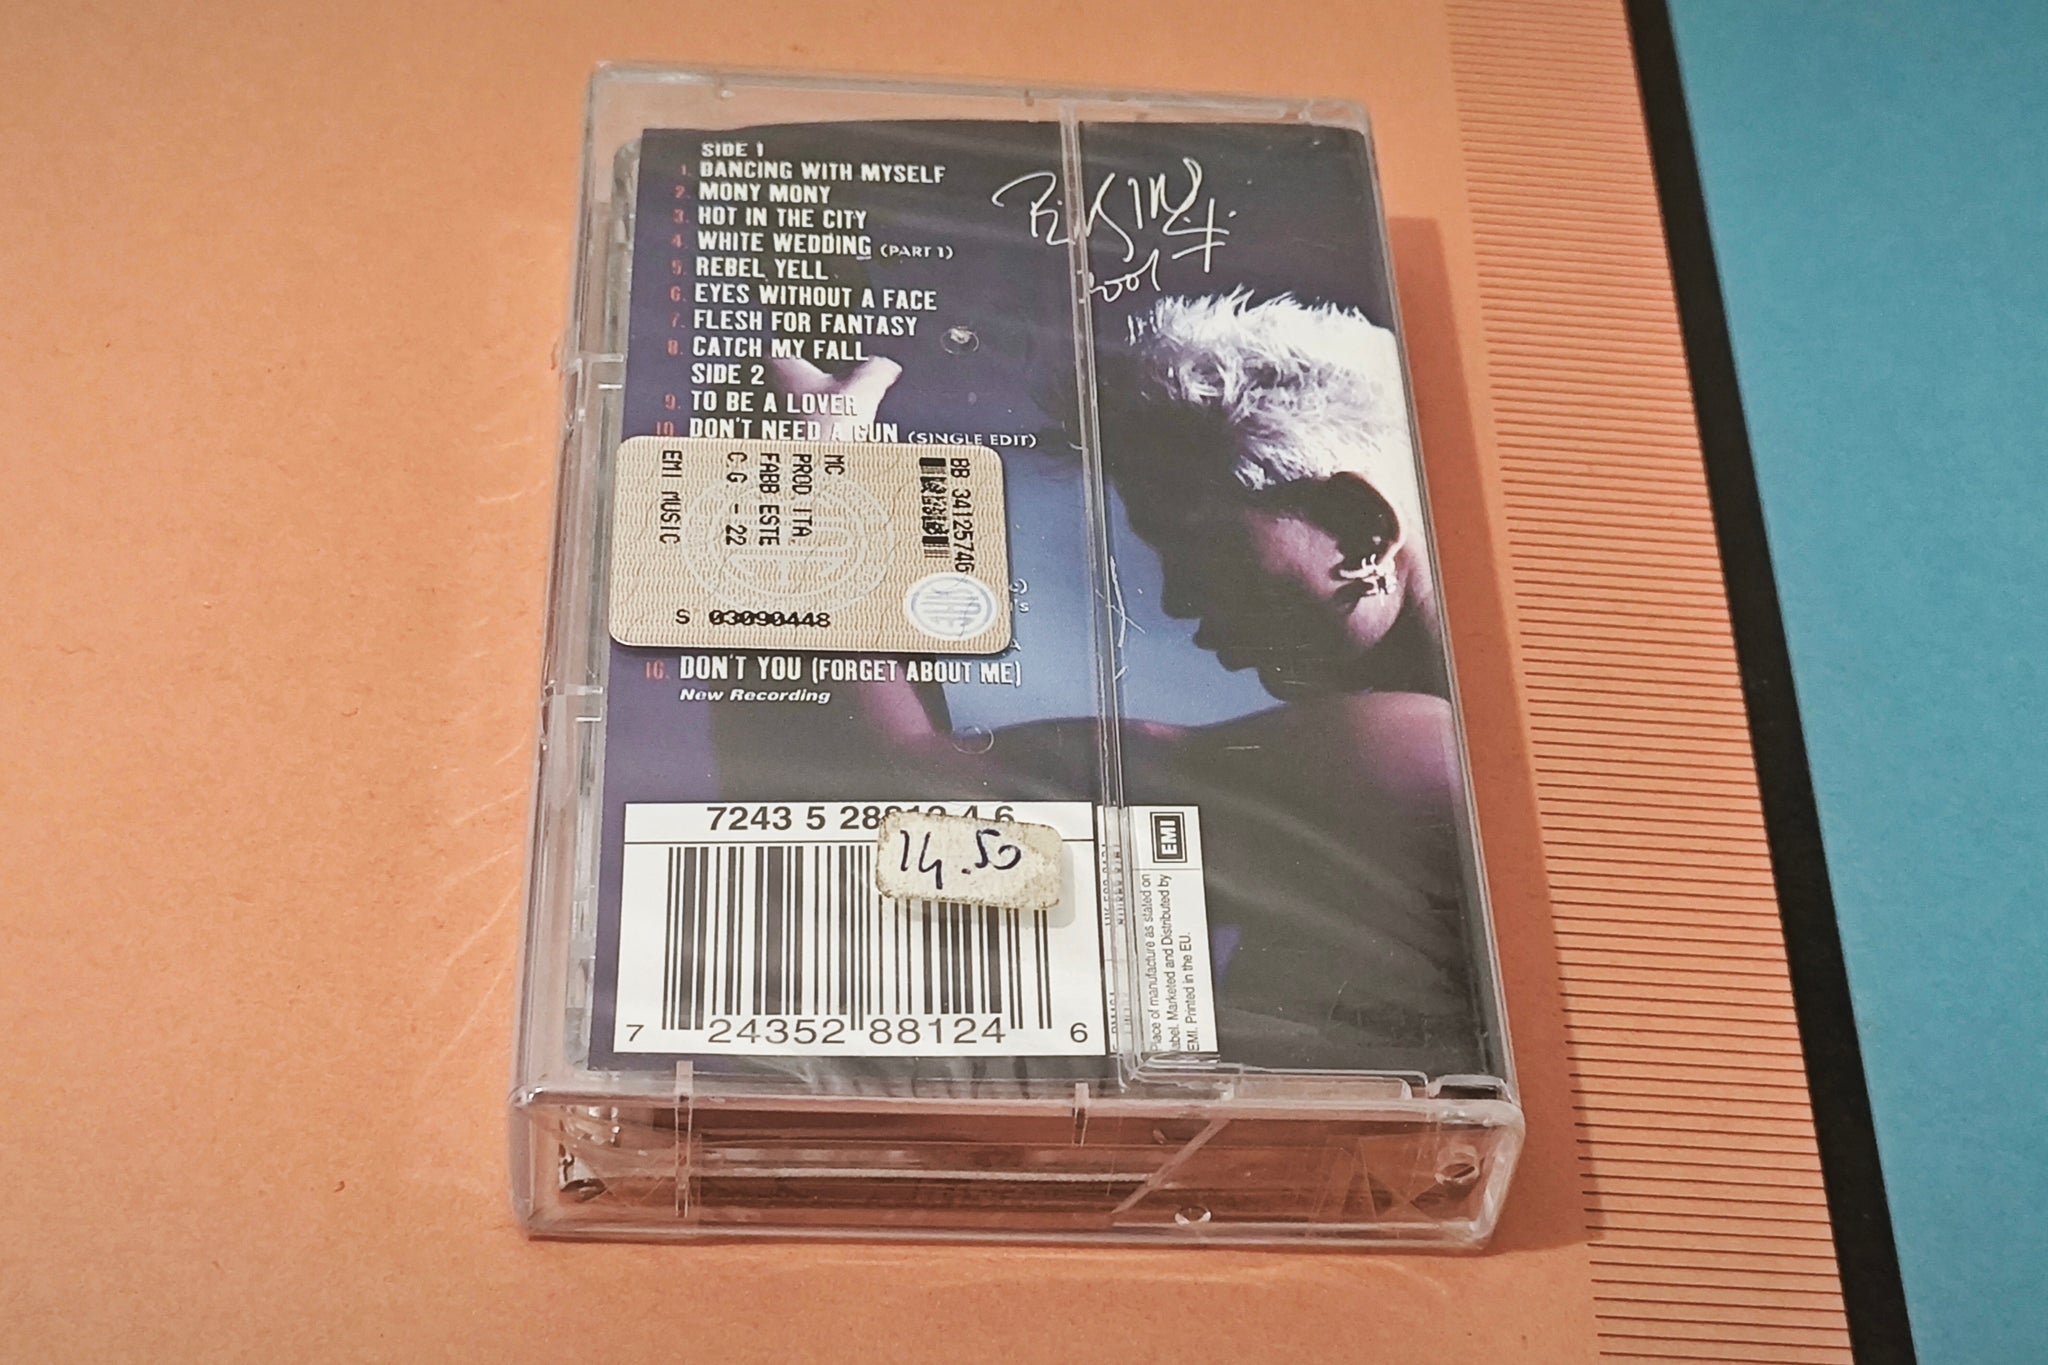 SIDE 1
1. DANCING WITH MYSELF
2. MONY MONY
3. HOT IN THE CITY
4. WHITE WEDDING (PART 1)
5. REBEL YELL
6. EYES WITHOUT A FACE
7. FLESH FOR FANTASY
8. CATCH MY FALL
SIDE 2
9. TO BE A LOVER
10. DON'T NEED A GUN (SINGLE EDIT)
BB 34125746
MC
PROD ITA
FABB ESTE
C.G - 22
EMI MUSIC
S 03090448
SIAE
16. DON'T YOU (FORGET ABOUT ME)
New Recording
2001
7243 5 28812 4 6
14.50
7 24352 88124 6
EMI
Place of manufacture as stated on
label. Marketed and Distributed by
EMI. Printed in the EU.